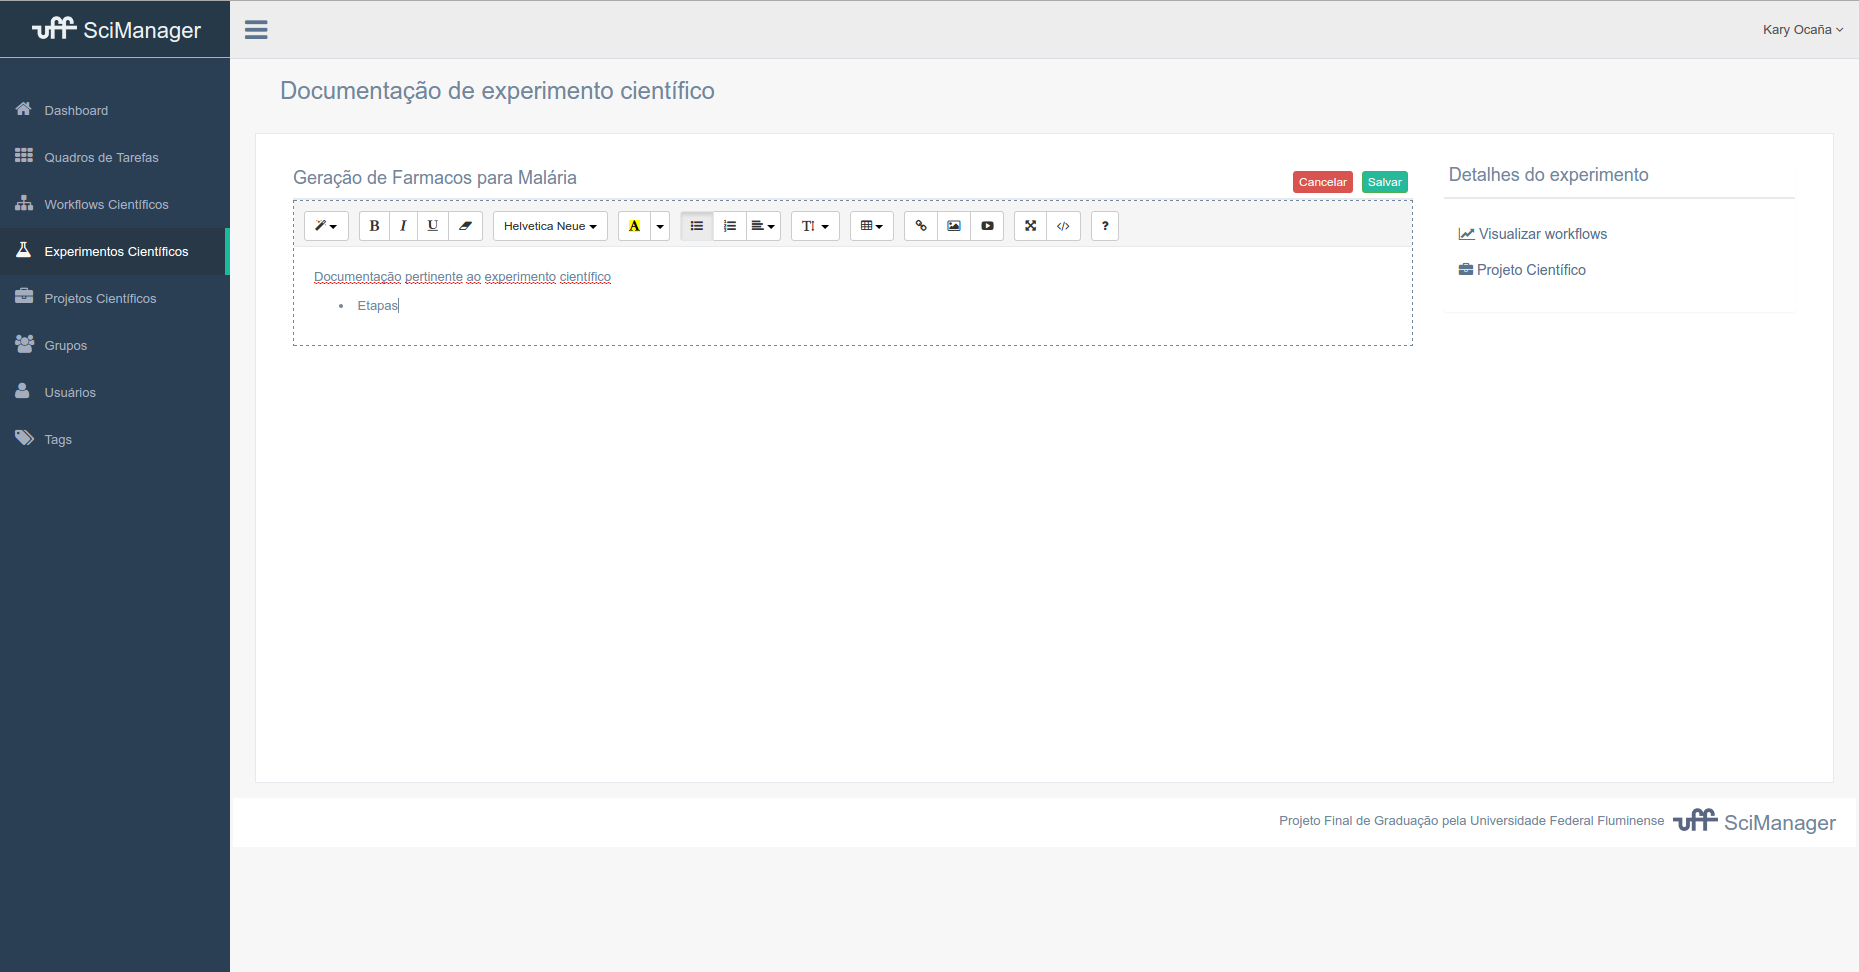 uff SciManager
Kary Ocaña
Dashboard
Quadros de Tarefas
Workflows Científicos
Experimentos Científicos
Projetos Científicos
Grupos
Usuários
Tags
Documentação de experimento científico
Geração de Farmacos para Malária
Cancelar Salvar
B I U Helvetica Neue A T </> ?
Documentação pertinente ao experimento científico
• Etapas
Detalhes do experimento
Visualizar workflows
Projeto Científico
Projeto Final de Graduação pela Universidade Federal Fluminense uff SciManager